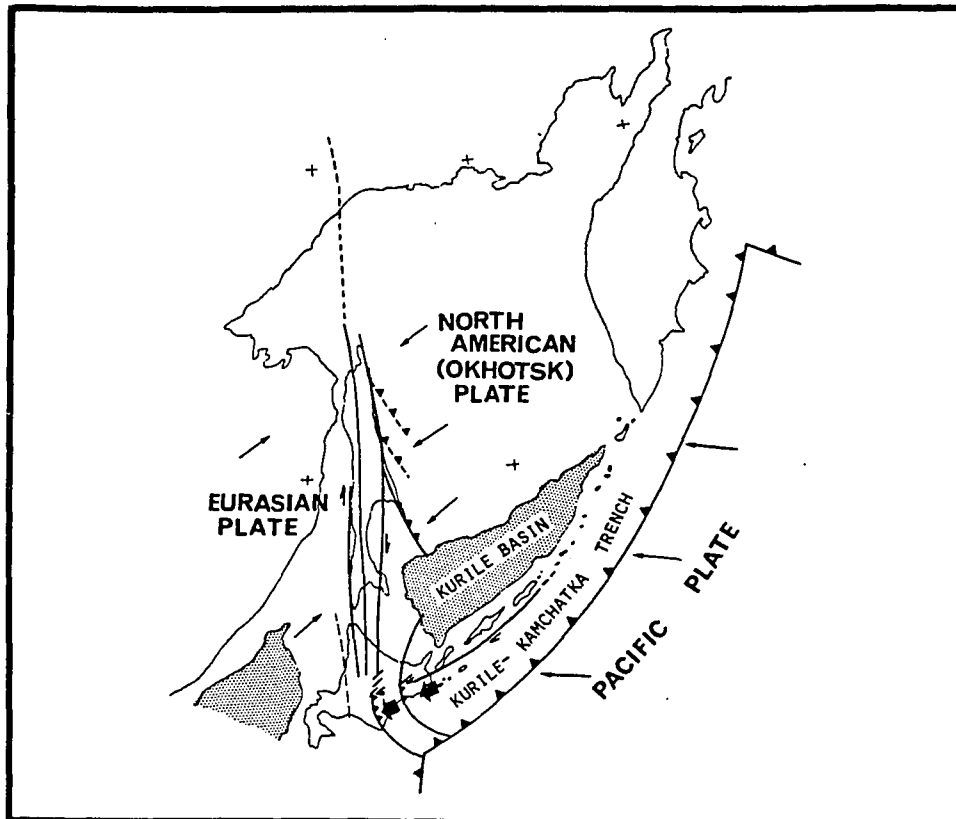 NORTH
AMERICAN
(OKHOTSK)
PLATE
EURASIAN
PLATE
KURILE BASIN
KURILE- KAMCHATKA TRENCH
PACIFIC PLATE